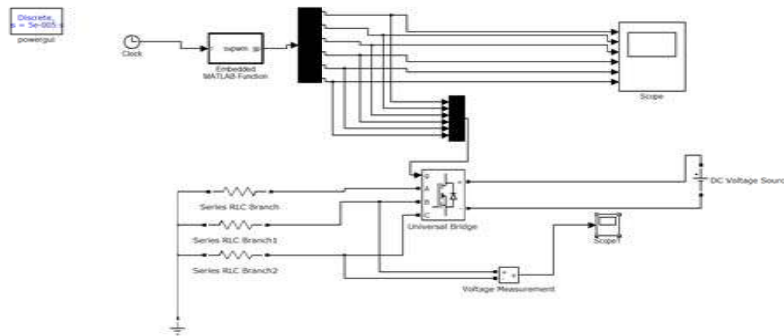 Discrete,
s = 5e-005 s
powergui
Clock
svpwm
Embedded
MATLAB Function
Scope
g
A
B
C
+
-
Universal Bridge
DC Voltage Sourc
Series RLC Branch
Series RLC Branch1
Series RLC Branch2
Scope1
+
-
v
Voltage Measurement